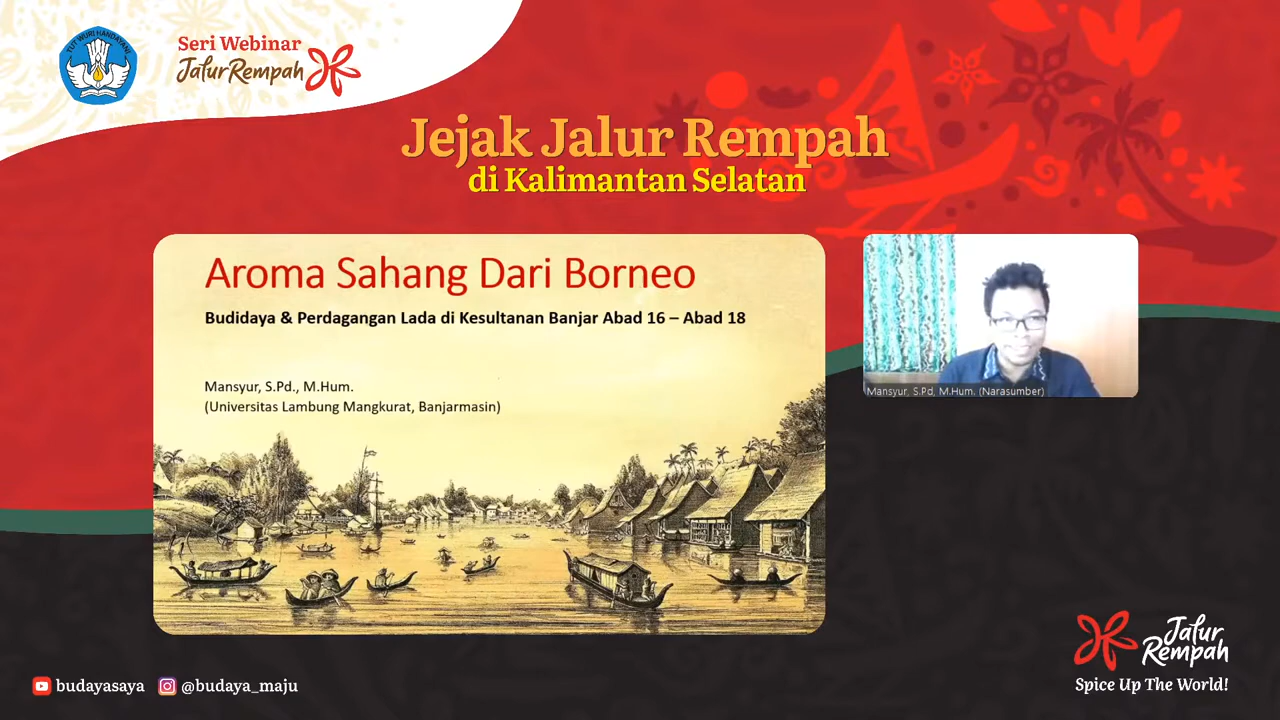 TUT WURI HANDAYANI
Seri Webinar
Jalur Rempah
Jejak Jalur Rempah
di Kalimantan Selatan
Aroma Sahang Dari Borneo
Budidaya & Perdagangan Lada di Kesultanan Banjar Abad 16 – Abad 18
Mansyur, S.Pd., M.Hum.
(Universitas Lambung Mangkurat, Banjarmasin)
Mansyur, S.Pd, M.Hum. (Narasumber)
budayasaya
@budaya_maju
Jalur
Rempah
Spice Up The World!